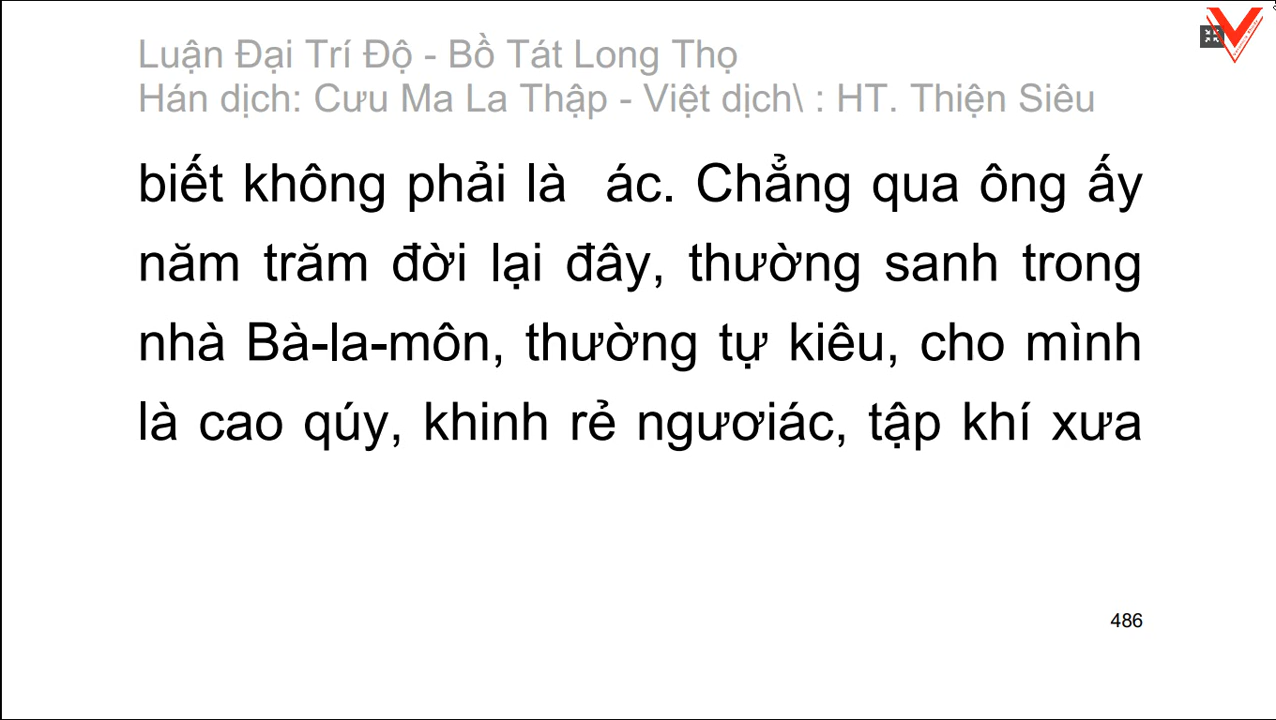 Luận Đại Trí Độ - Bồ Tát Long Thọ
Hán dịch: Cưu Ma La Thập - Việt dịch\ : HT. Thiện Siêu
biết không phải là ác. Chẳng qua ông ấy
năm trăm đời lại đây, thường sanh trong
nhà Bà-la-môn, thường tự kiêu, cho mình
là cao qúy, khinh rẻ ngươiác, tập khí xưa
486